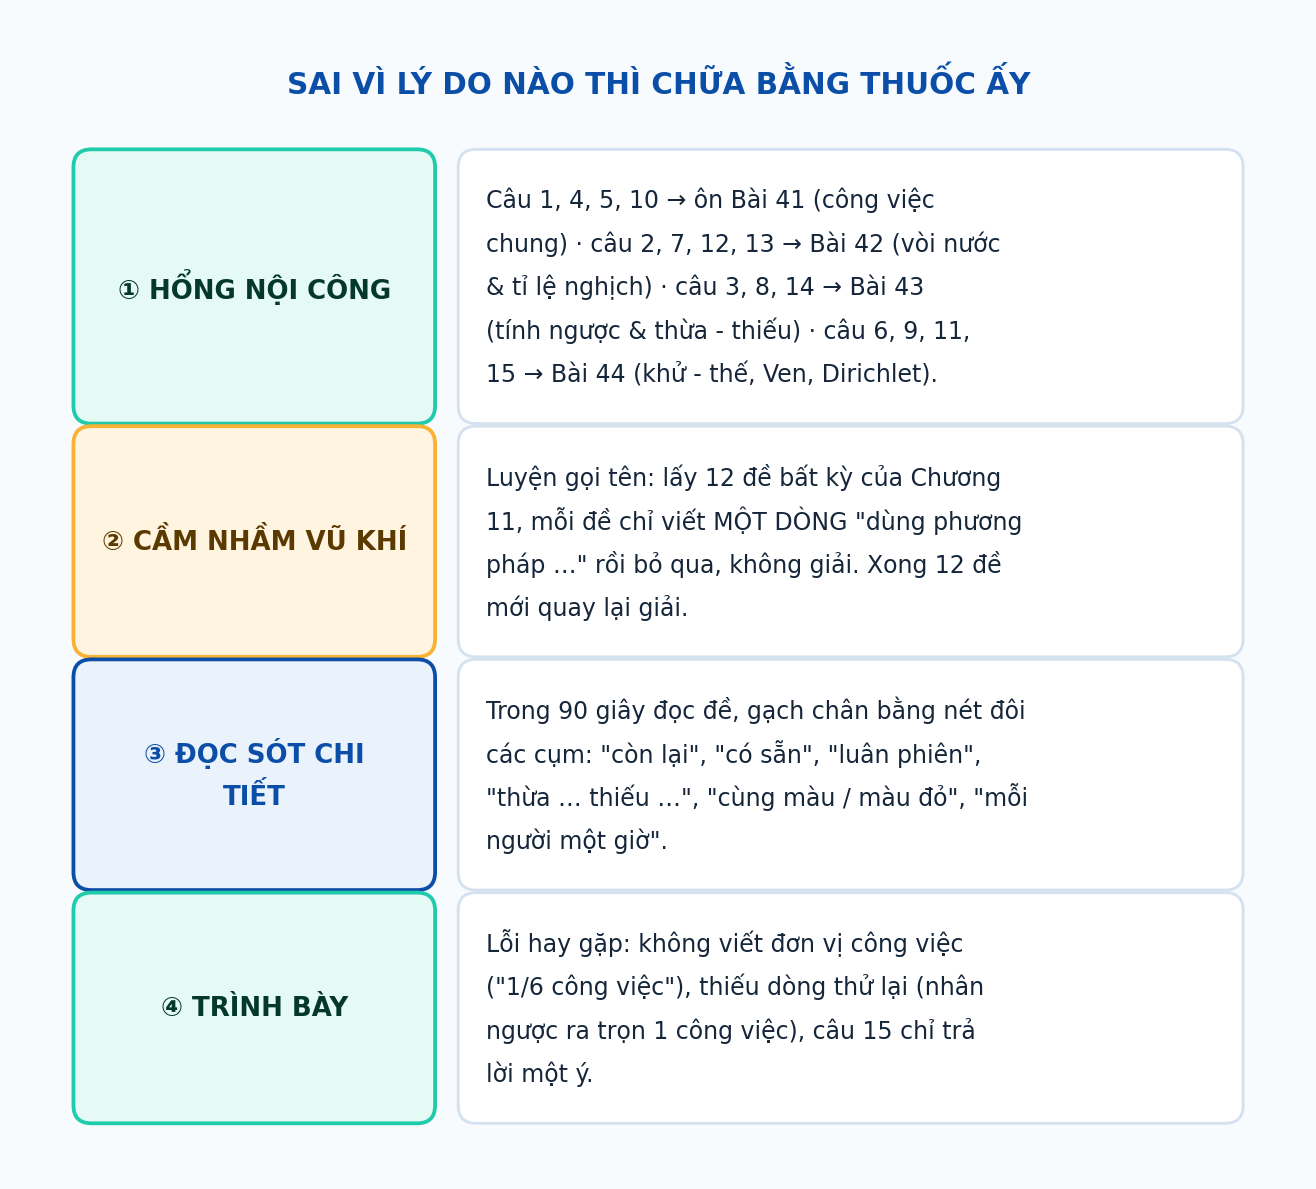 SAI VÌ LÝ DO NÀO THÌ CHỮA BẰNG THUỐC ẤY
① HỔNG NỘI CÔNG
Câu 1, 4, 5, 10 → ôn Bài 41 (công việc
chung) · câu 2, 7, 12, 13 → Bài 42 (vòi nước
& tỉ lệ nghịch) · câu 3, 8, 14 → Bài 43
(tính ngược & thừa - thiếu) · câu 6, 9, 11,
15 → Bài 44 (khử - thế, Ven, Dirichlet).
② CẦM NHẦM VŨ KHÍ
Luyện gọi tên: lấy 12 đề bất kỳ của Chương
11, mỗi đề chỉ viết MỘT DÒNG "dùng phương
pháp …" rồi bỏ qua, không giải. Xong 12 đề
mới quay lại giải.
③ ĐỌC SÓT CHI
TIẾT
Trong 90 giây đọc đề, gạch chân bằng nét đôi
các cụm: "còn lại", "có sẵn", "luân phiên",
"thừa … thiếu …", "cùng màu / màu đỏ", "mỗi
người một giờ".
④ TRÌNH BÀY
Lỗi hay gặp: không viết đơn vị công việc
("1/6 công việc"), thiếu dòng thử lại (nhân
ngược ra trọn 1 công việc), câu 15 chỉ trả
lời một ý.